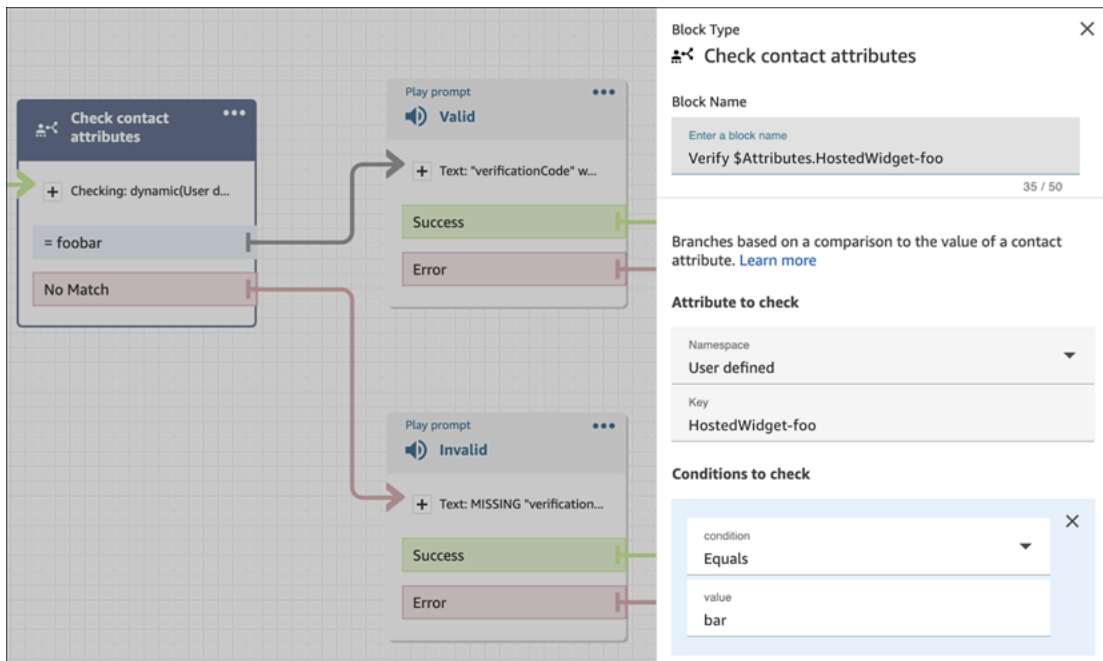 Check contact
attributes
Checking: dynamic(User d...
= foobar
No Match
Play prompt
Valid
Text: "verificationCode" w...
Success
Error
Play prompt
Invalid
Text: MISSING "verification...
Success
Error
Block Type
Check contact attributes
Block Name
Enter a block name
Verify $Attributes.HostedWidget-foo
35 / 50
Branches based on a comparison to the value of a contact
attribute. Learn more
Attribute to check
Namespace
User defined
Key
HostedWidget-foo
Conditions to check
condition
Equals
value
bar